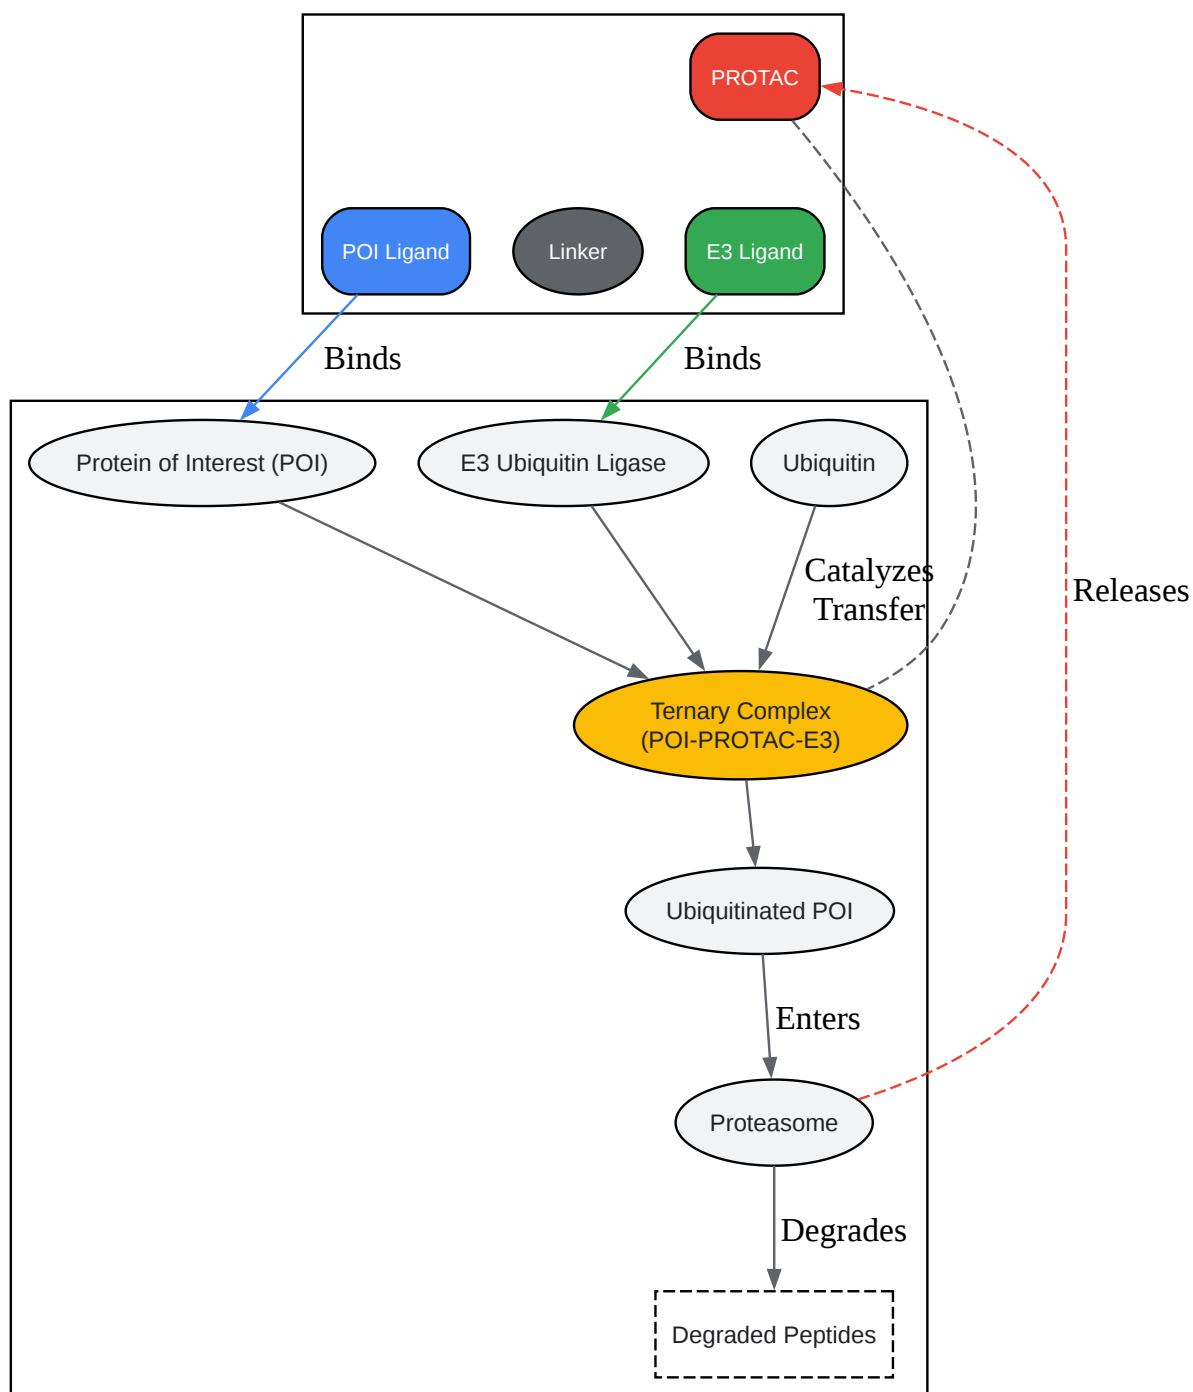 PROTAC
POI Ligand
Linker
E3 Ligand
Binds
Binds
Protein of Interest (POI)
E3 Ubiquitin Ligase
Ubiquitin
Catalyzes
Transfer
Releases
Ternary Complex
(POI-PROTAC-E3)
Ubiquitinated POI
Enters
Proteasome
Degrades
Degraded Peptides